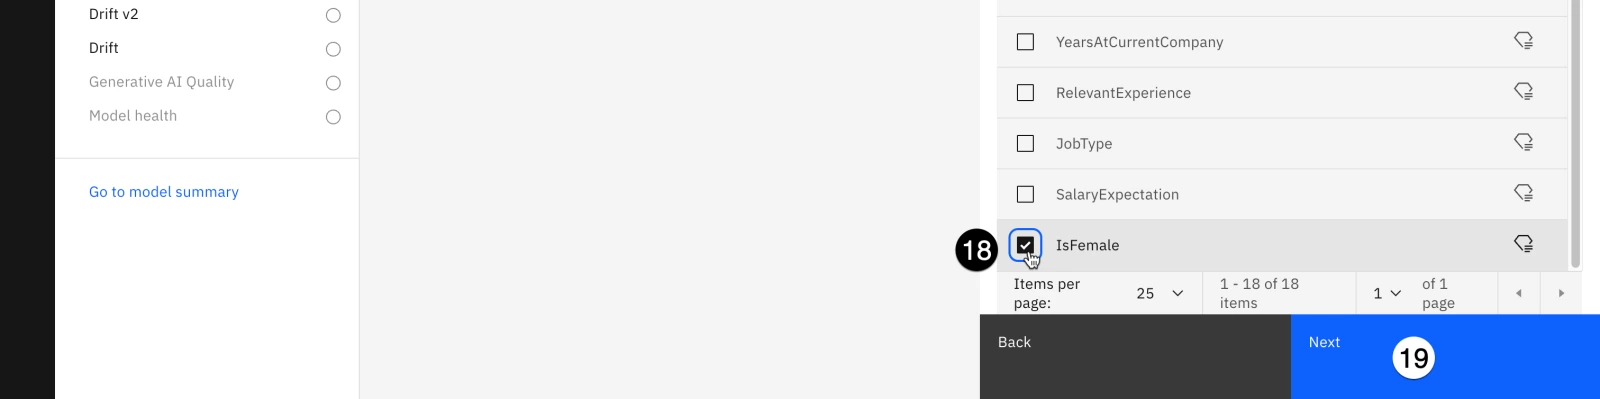 Drift v2
Drift
Generative AI Quality
Model health
Go to model summary
YearsAtCurrentCompany
RelevantExperience
JobType
SalaryExpectation
18
IsFemale
Items per page:
25
1 - 18 of 18 items
1
of 1 page
Back
Next
19